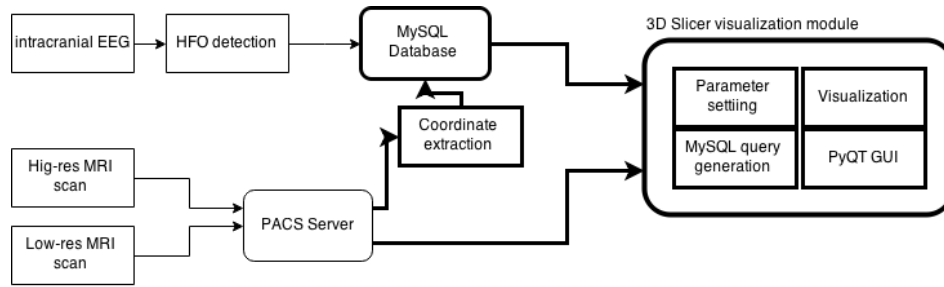 3D Slicer visualization module
intracranial EEG
HFO detection
MySQL
Database
Parameter
settiing
Visualization
MySQL query
generation
PyQT GUI
Coordinate
extraction
Hig-res MRI
scan
PACS Server
Low-res MRI
scan